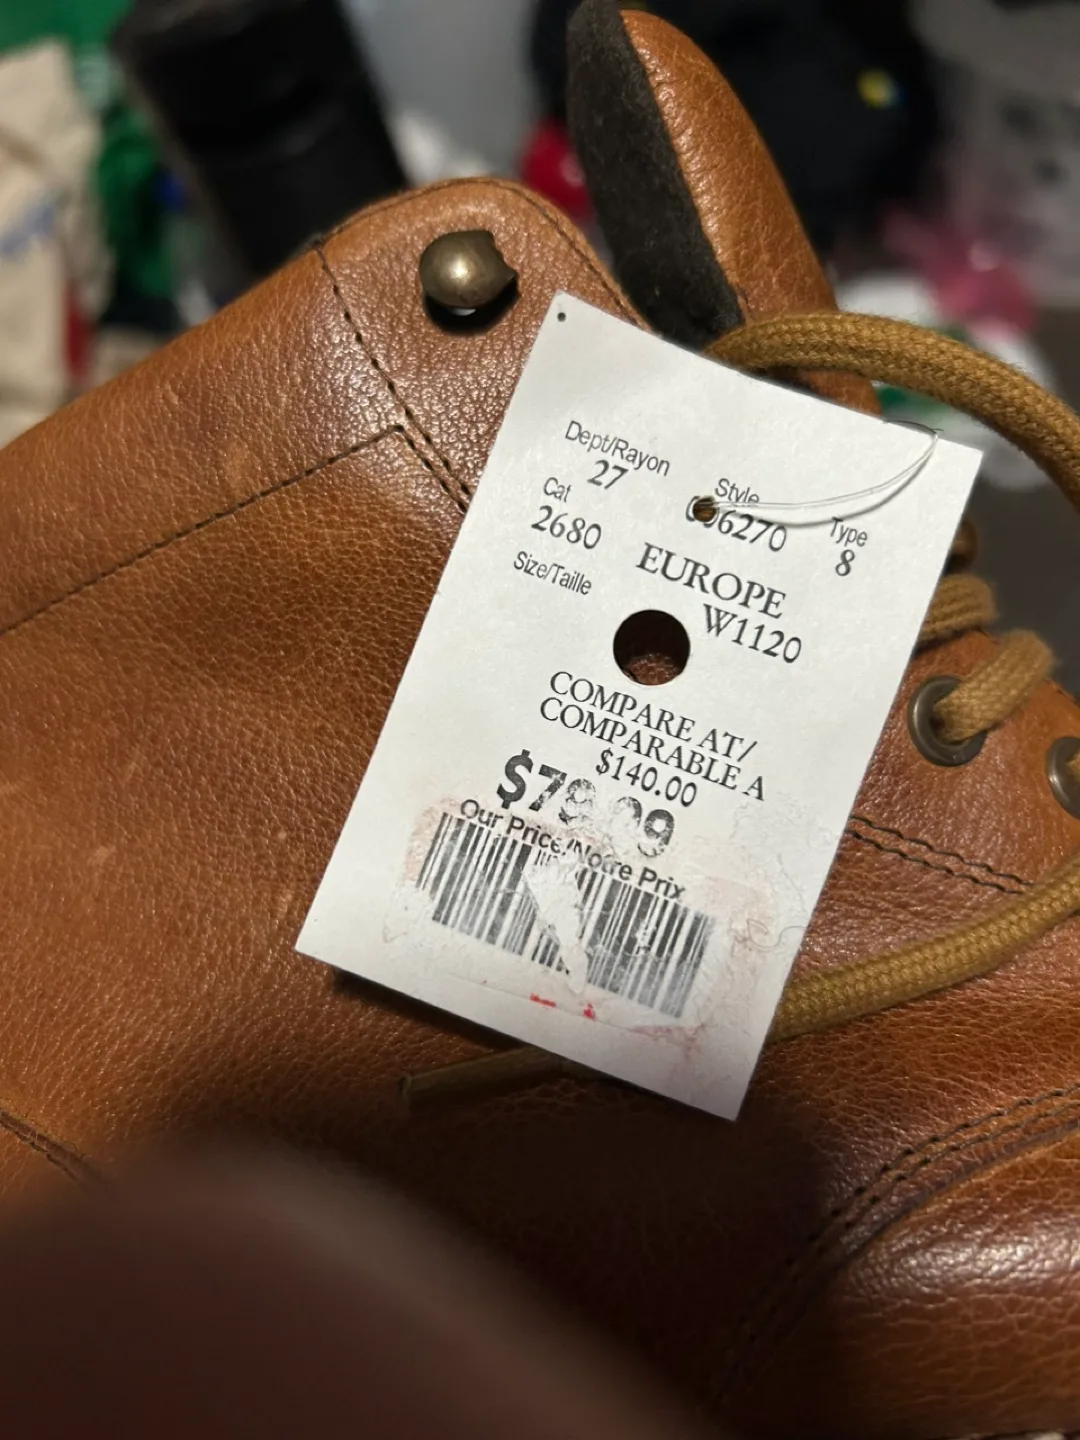 Dept/Rayon
27
Style
Cat
2680
Type
8
Size/Taille
EUROPE
W1120
COMPARE AT/
COMPARABLE A
$140.00
Our Price/Notre Prix